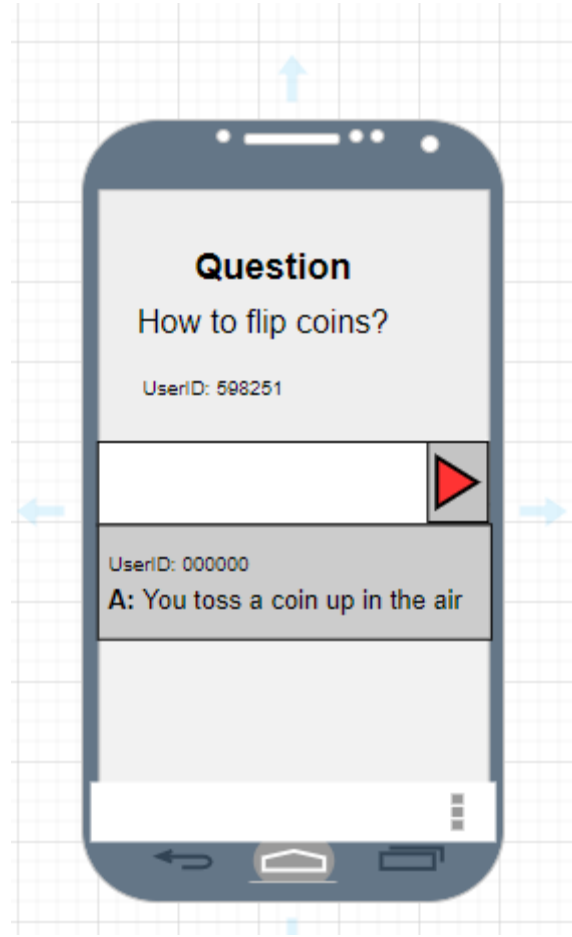 Question
How to flip coins?
UserID: 598251
UserID: 000000
A: You toss a coin up in the air